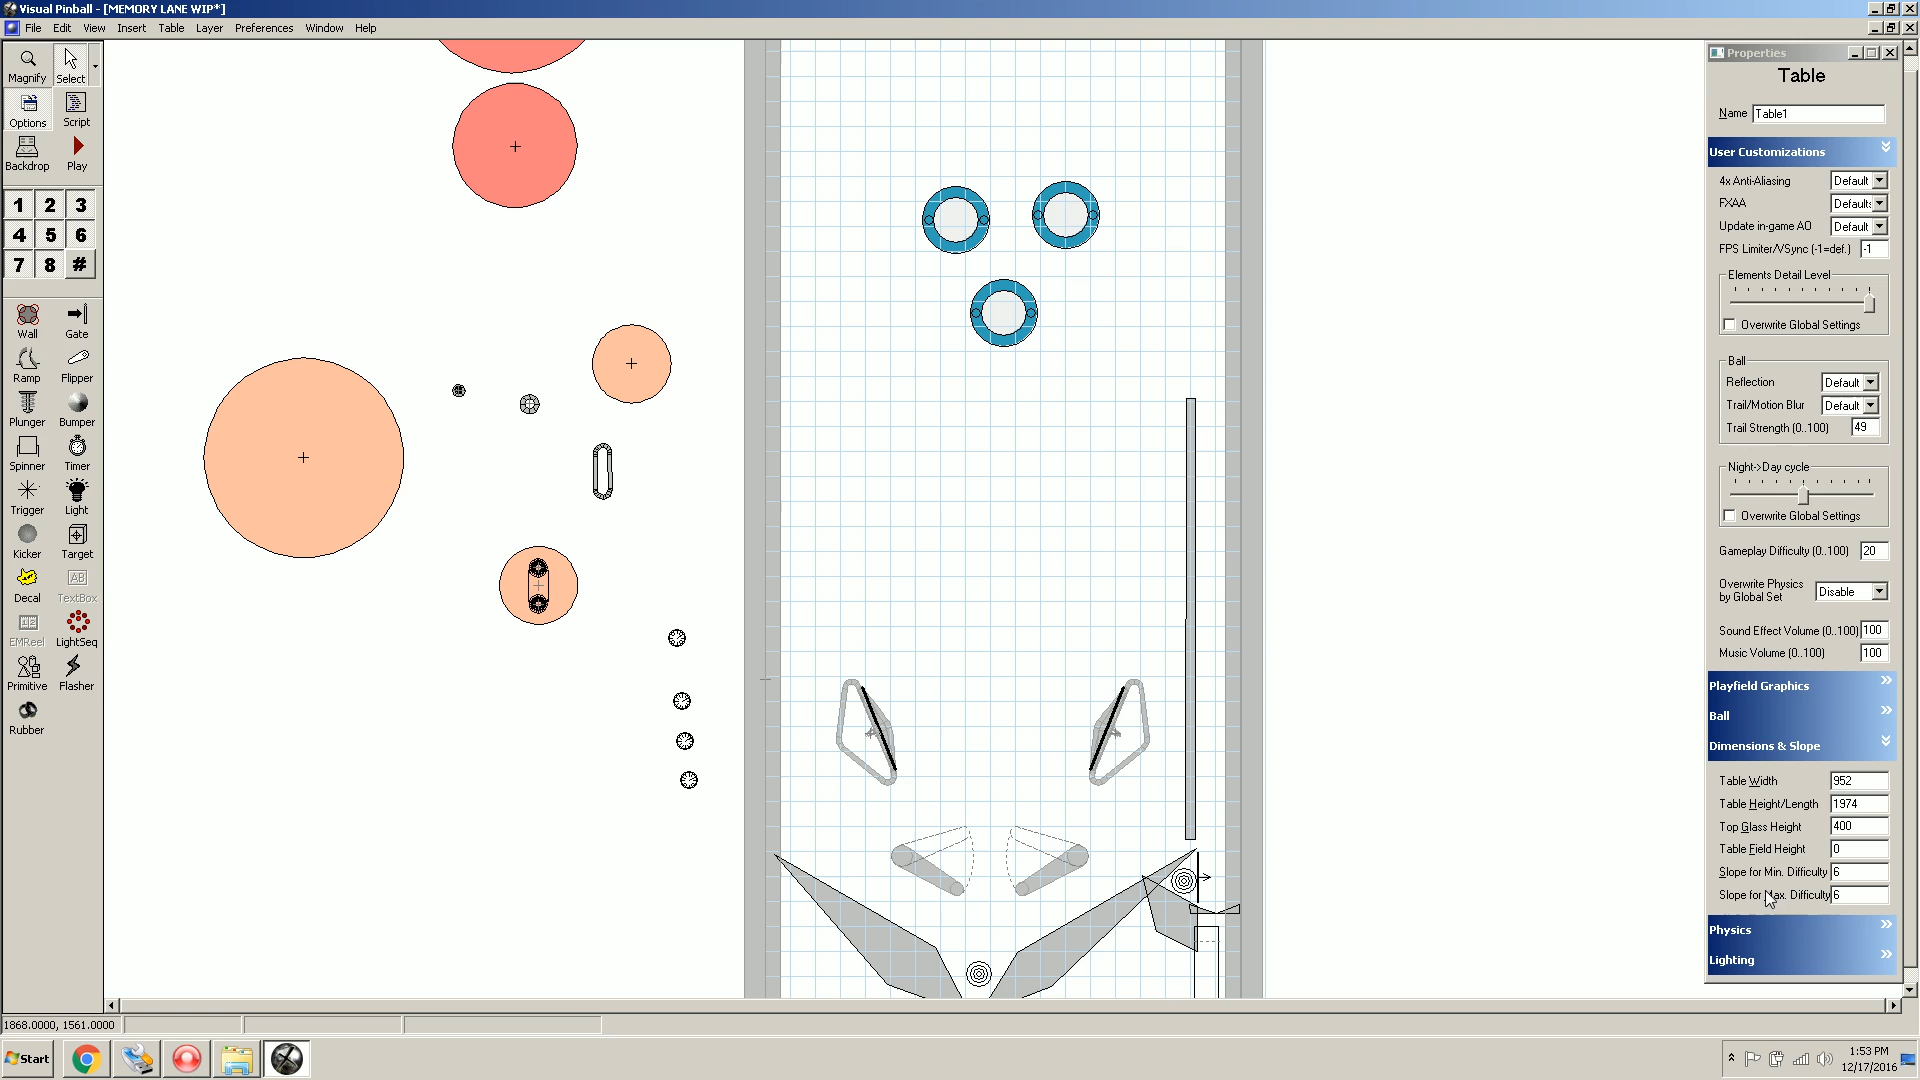 Visual Pinball - [MEMORY LANE WIP*]
File Edit View Insert Table Layer Preferences Window Help
Magnify Select
Options Script
Backdrop Play
1 2 3
4 5 6
7 8 #
Wall Gate
Ramp Flipper
Plunger Bumper
Spinner Timer
Trigger Light
Kicker Target
AB
Decal TextBox
EMReel LightSeq
Primitive Flasher
Rubber
Properties
Table
Name Table1
User Customizations
4x Anti-Aliasing Default
FXAA Defaults
Update in-game AO Default
FPS Limiter/VSync (-1=def.) -1
Elements Detail Level
Overwrite Global Settings
Ball
Reflection Default
Trail/Motion Blur Default
Trail Strength (0..100) 49
Night->Day cycle
Overwrite Global Settings
Gameplay Difficulty (0..100) 20
Overwrite Physics
by Global Set Disable
Sound Effect Volume (0..100) 100
Music Volume (0..100) 100
Playfield Graphics
Ball
Dimensions & Slope
Table Width 952
Table Height/Length 1974
Top Glass Height 400
Table Field Height 0
Slope for Min. Difficulty 6
Slope for Max. Difficulty 6
Physics
Lighting
1868.0000, 1561.0000
Start
1:53 PM
12/17/2016